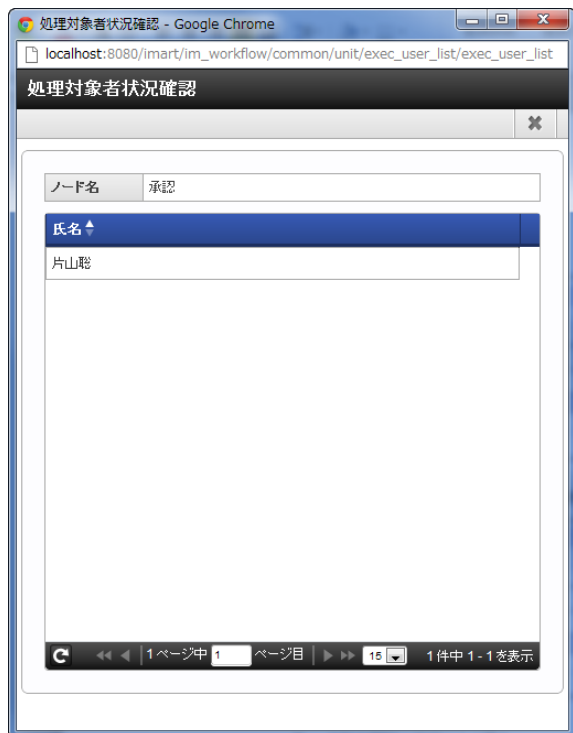 処理対象者状況確認 - Google Chrome
localhost:8080/imart/im_workflow/common/unit/exec_user_list/exec_user_list
処理対象者状況確認
ノード名 承認
氏名
片山聡
1 ページ中 1 ページ目 15 1 件中 1 - 1 を表示